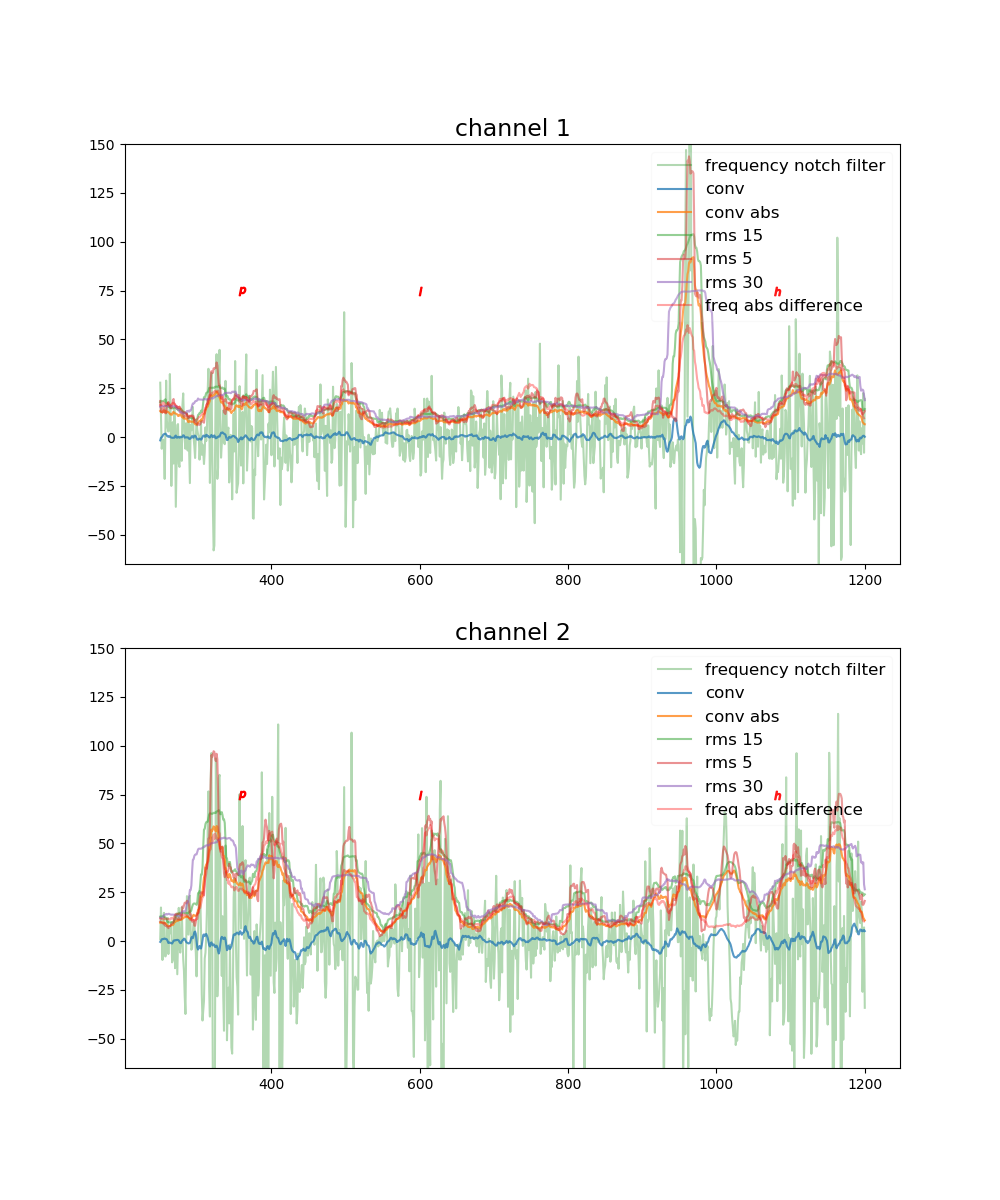 channel 1
150
125
100
75
50
25
0
−25
−50
frequency notch filter
conv
conv abs
rms 15
rms 5
rms 30
freq abs difference
p
l
h
400
600
800
1000
1200
channel 2
150
125
100
75
50
25
0
−25
−50
frequency notch filter
conv
conv abs
rms 15
rms 5
rms 30
freq abs difference
p
l
h
400
600
800
1000
1200